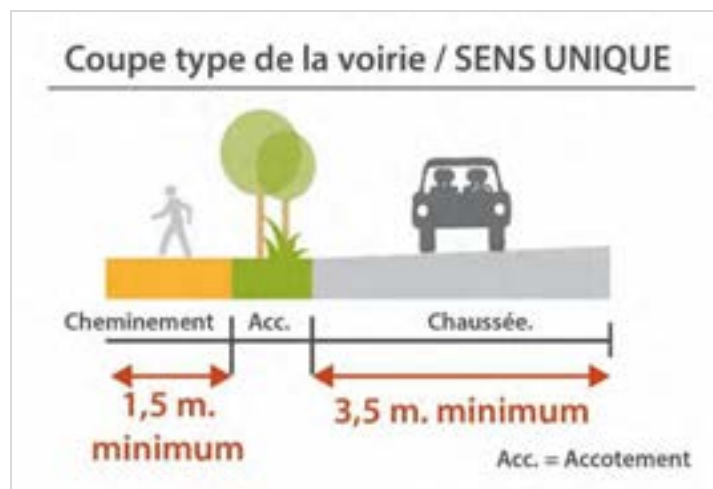 Coupe type de la voirie / SENS UNIQUE
Cheminement Acc. Chaussée.
1,5 m. minimum
3,5 m. minimum
Acc. = Accotement